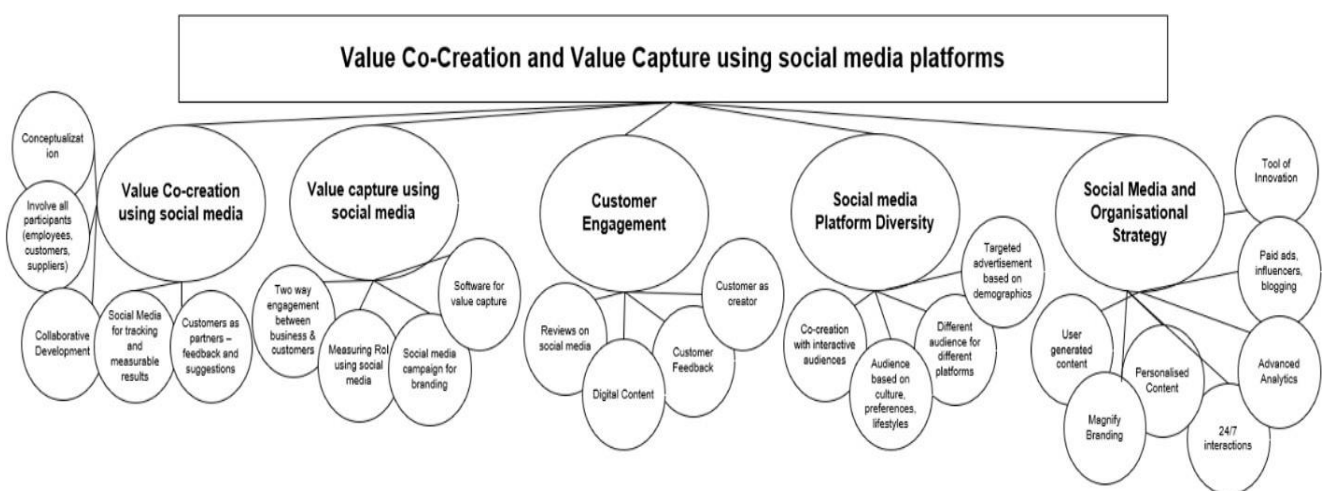 Value Co-Creation and Value Capture using social media platforms
Conceptualizat
ion
Involve all
participants
(employees,
customers,
suppliers)
Collaborative
Development
Value Co-creation
using social media
Social Media
for tracking
and
measurable
results
Customers as
partners –
feedback and
suggestions
Value capture using
social media
Two way
engagement
between
business &
customers
Measuring RoI
using social
media
Social media
campaign for
branding
Software for
value capture
Customer
Engagement
Reviews on
social media
Digital Content
Customer
Feedback
Customer as
creator
Social media
Platform Diversity
Co-creation
with interactive
audiences
Audience
based on
culture,
preferences,
lifestyles
Different
audience for
different
platforms
Targeted
advertisement
based on
demographics
Social Media and
Organisational
Strategy
User
generated
content
Magnify
Branding
Personalised
Content
24/7
interactions
Advanced
Analytics
Paid ads,
influencers,
blogging
Tool of
Innovation